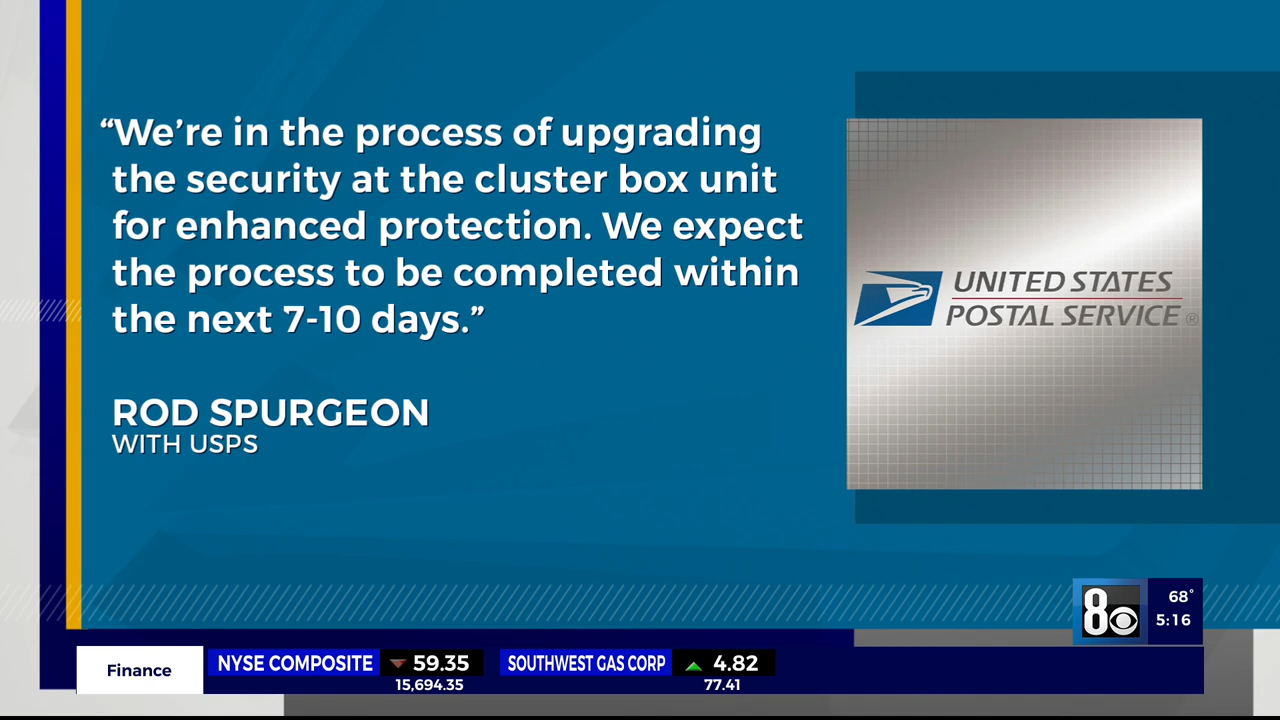 “We’re in the process of upgrading
the security at the cluster box unit
for enhanced protection. We expect
the process to be completed within
the next 7-10 days.”
ROD SPURGEON
WITH USPS
UNITED STATES
POSTAL SERVICE®
8
68°
5:16
Finance
NYSE COMPOSITE 59.35
15,694.35
SOUTHWEST GAS CORP 4.82
77.41